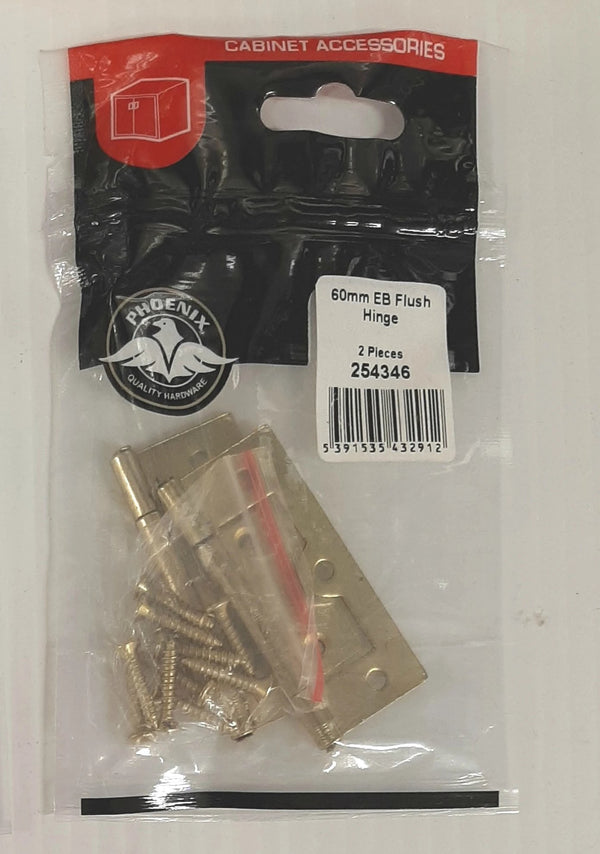 CABINET ACCESSORIES
60mm EB Flush
Hinge
2 Pieces
254346
5 391535 432912
PHOENIX
QUALITY HARDWARE